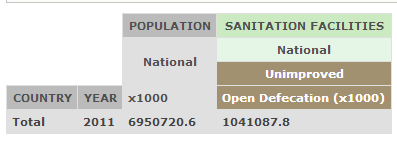 POPULATION SANITATION FACILITIES
National National
Unimproved
COUNTRY YEAR x1000 Open Defecation (x1000)
Total 2011 6950720.6 1041087.8